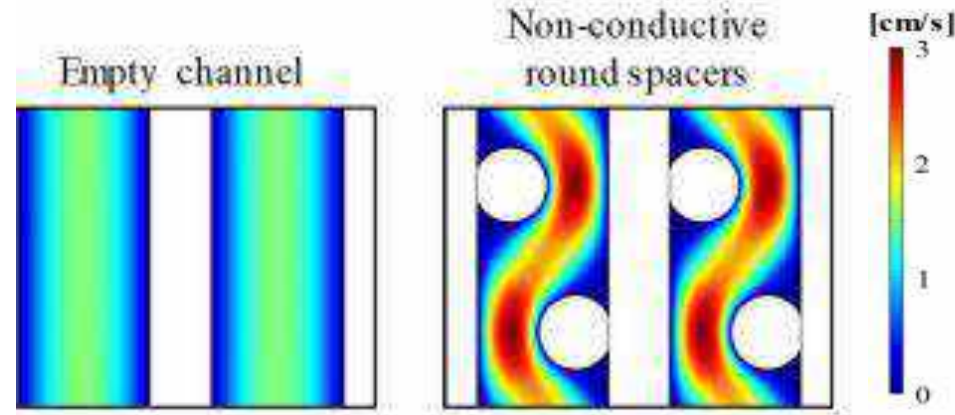 Empty channel
Non-conductive
round spacers
[cm/s]
3
2
1
0